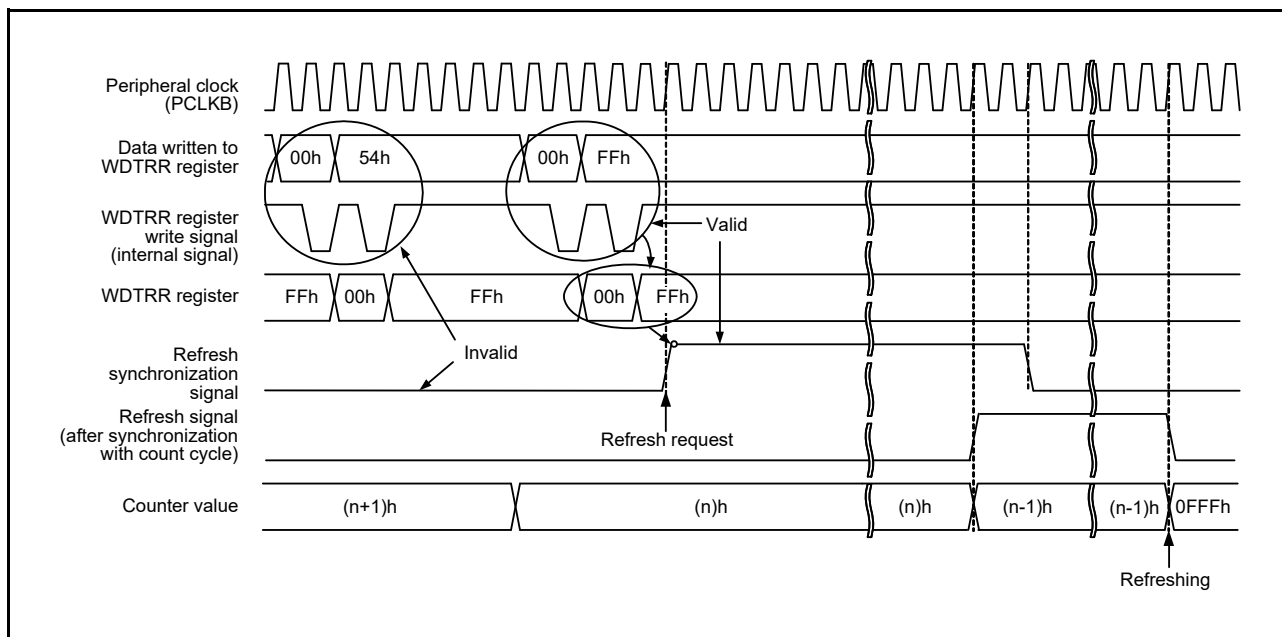 Peripheral clock
(PCLKB)
Data written to
WDTRR register
00h
54h
00h
FFh
WDTRR register
write signal
(internal signal)
Valid
WDTRR register
FFh
00h
FFh
00h
FFh
Invalid
Refresh
synchronization
signal
Refresh request
Refresh signal
(after synchronization
with count cycle)
Counter value
(n+1)h
(n)h
(n)h
(n-1)h
(n-1)h
0FFFh
Refreshing